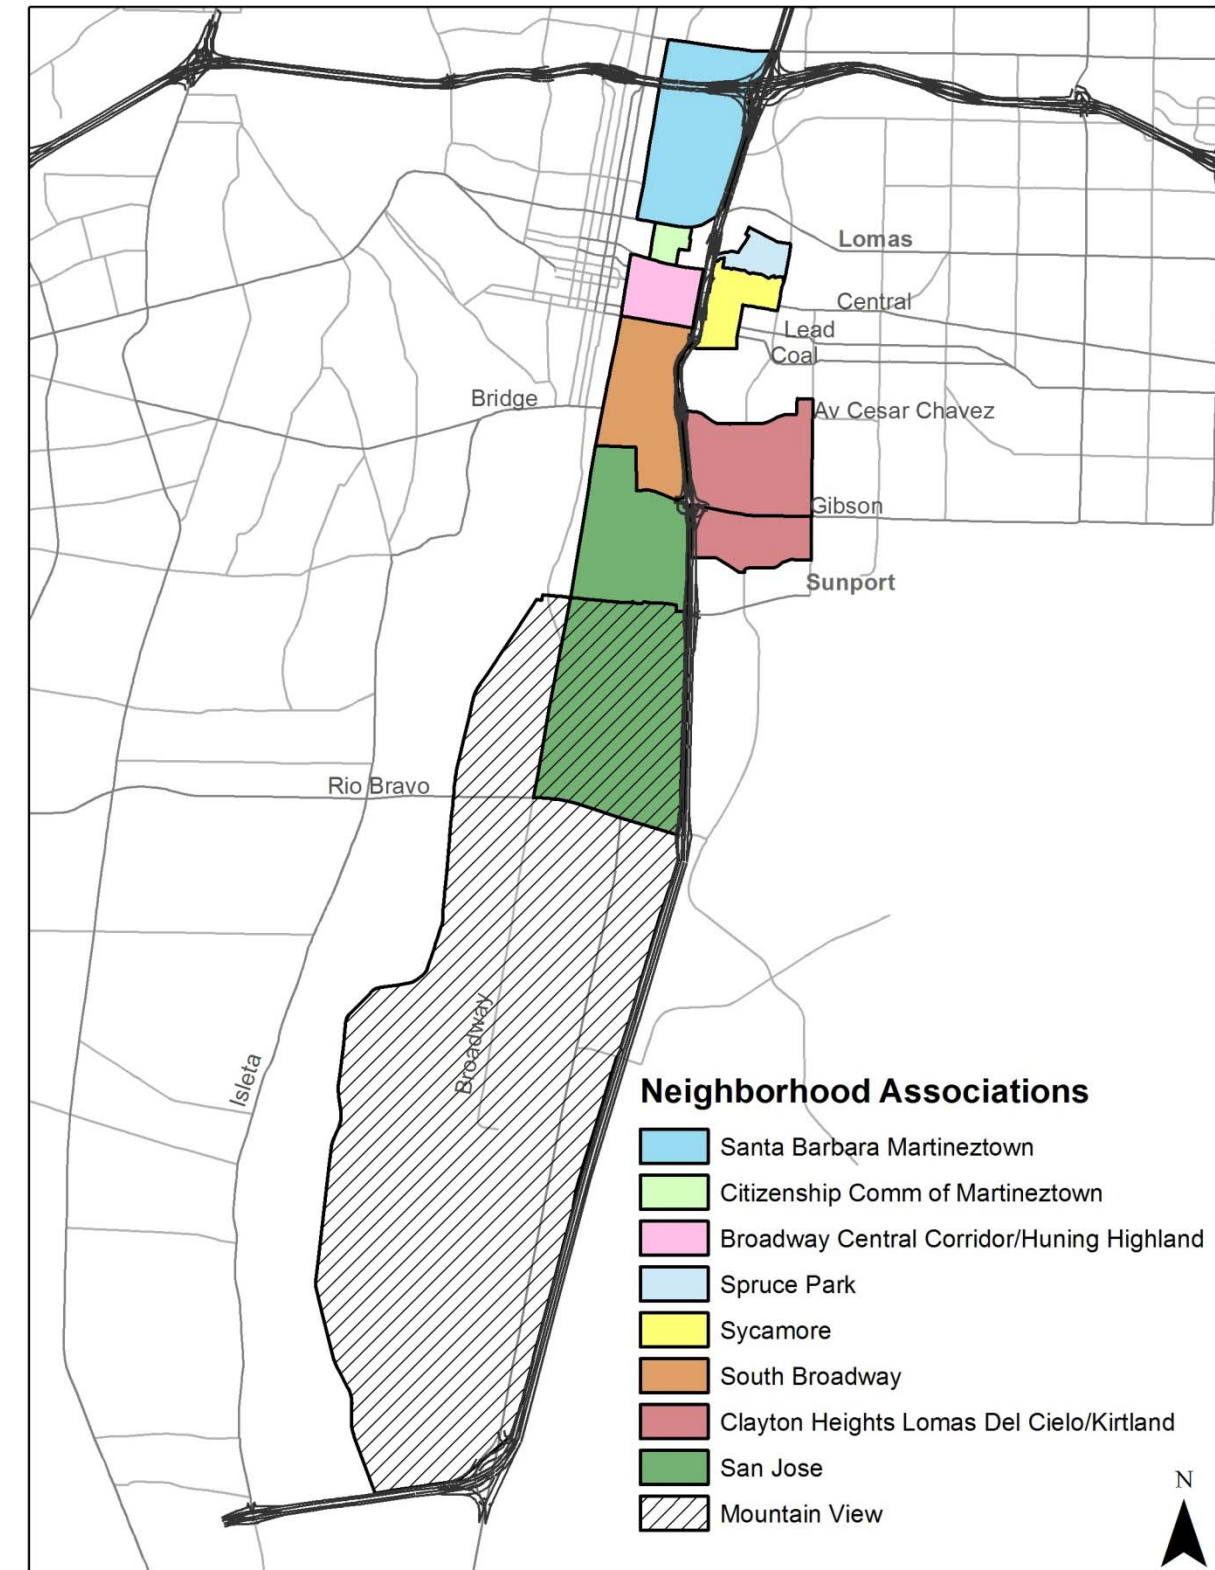 Lomas
Central
Lead
Coal
Bridge
Av Cesar Chavez
Gibson
Sunport
Rio Bravo
Broadway
Isleta
Neighborhood Associations
Santa Barbara Martineztown
Citizenship Comm of Martineztown
Broadway Central Corridor/Huning Highland
Spruce Park
Sycamore
South Broadway
Clayton Heights Lomas Del Cielo/Kirtland
San Jose
Mountain View
N